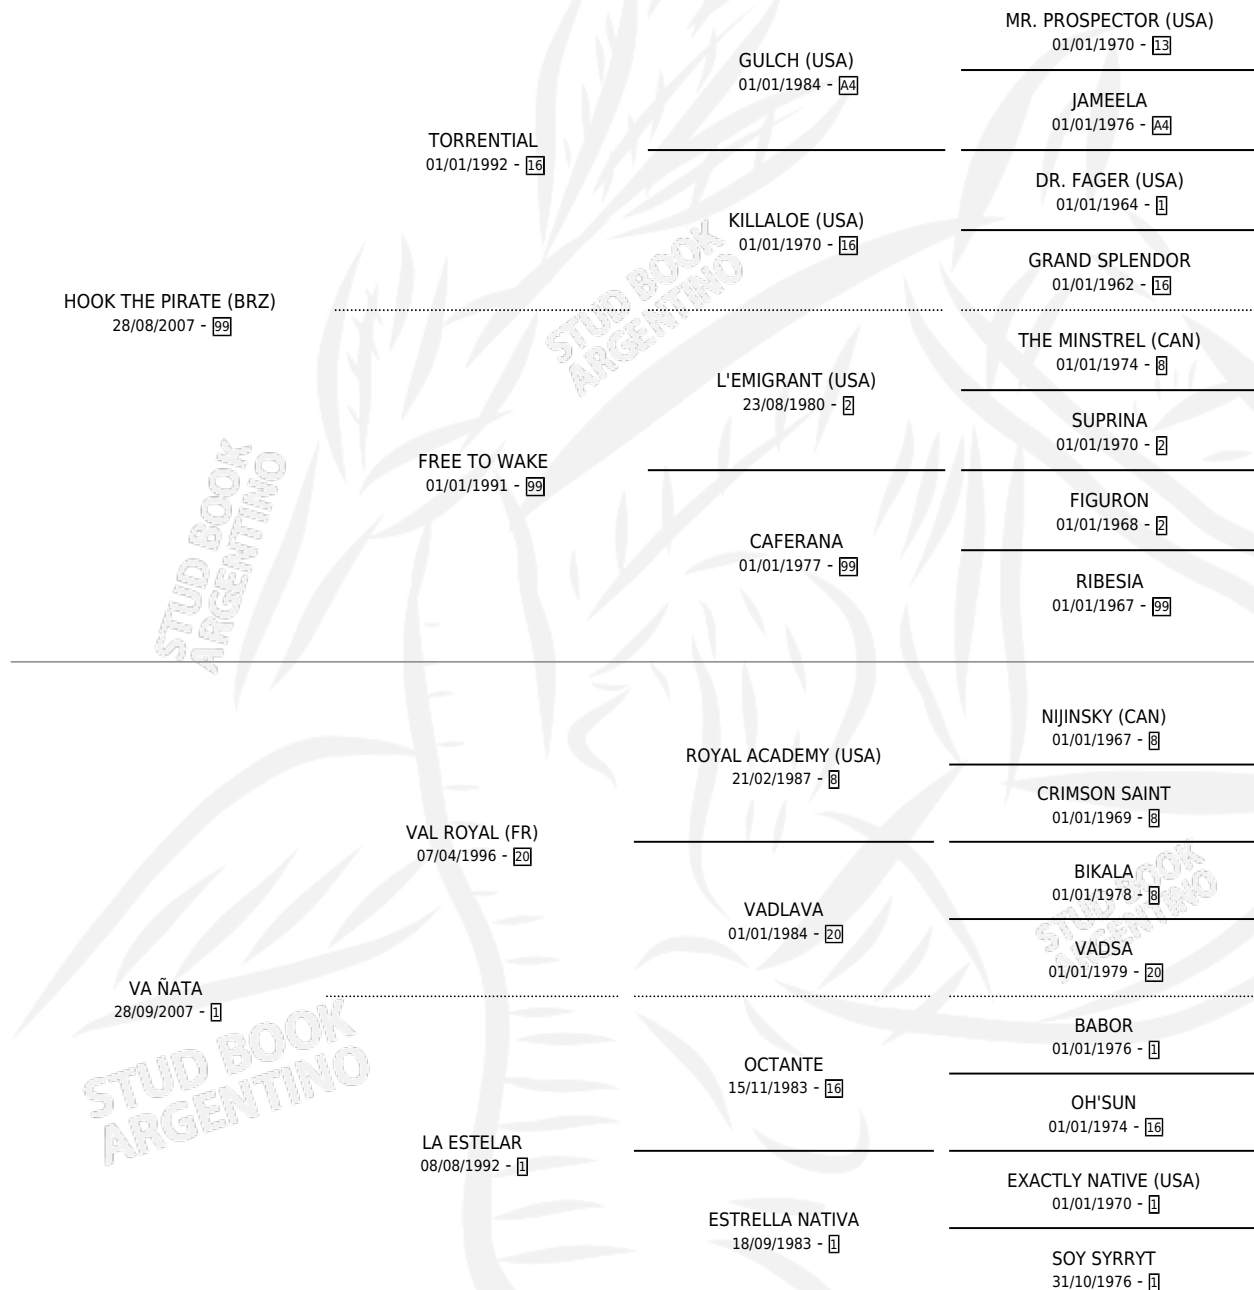 MR. PROSPECTOR (USA)
01/01/1970 - 13
GULCH (USA)
01/01/1984 - A4
JAMEELA
01/01/1976 - A4
TORRENTIAL
01/01/1992 - 16
DR. FAGER (USA)
01/01/1964 - 1
KILLALOE (USA)
01/01/1970 - 16
GRAND SPLENDOR
01/01/1962 - 16
HOOK THE PIRATE (BRZ)
28/08/2007 - 99
THE MINSTREL (CAN)
01/01/1974 - 8
L'EMIGRANT (USA)
23/08/1980 - 2
SUPRINA
01/01/1970 - 2
FREE TO WAKE
01/01/1991 - 99
FIGURON
01/01/1968 - 2
CAFERANA
01/01/1977 - 99
RIBESIA
01/01/1967 - 99
NIJINSKY (CAN)
01/01/1967 - 8
ROYAL ACADEMY (USA)
21/02/1987 - 8
CRIMSON SAINT
01/01/1969 - 8
VAL ROYAL (FR)
07/04/1996 - 20
BIKALA
01/01/1978 - 8
VADLAVA
01/01/1984 - 20
VADSA
01/01/1979 - 20
VA ÑATA
28/09/2007 - 1
BABOR
01/01/1976 - 1
OCTANTE
15/11/1983 - 16
OH'SUN
01/01/1974 - 16
LA ESTELAR
08/08/1992 - 1
EXACTLY NATIVE (USA)
01/01/1970 - 1
ESTRELLA NATIVA
18/09/1983 - 1
SOY SYRRYT
31/10/1976 - 1
STUD BOOK
ARGENTINO
STUD BOOK
ARGENTINO
STUD BOOK
ARGENTINO
STUD BOOK
ARGENTINO